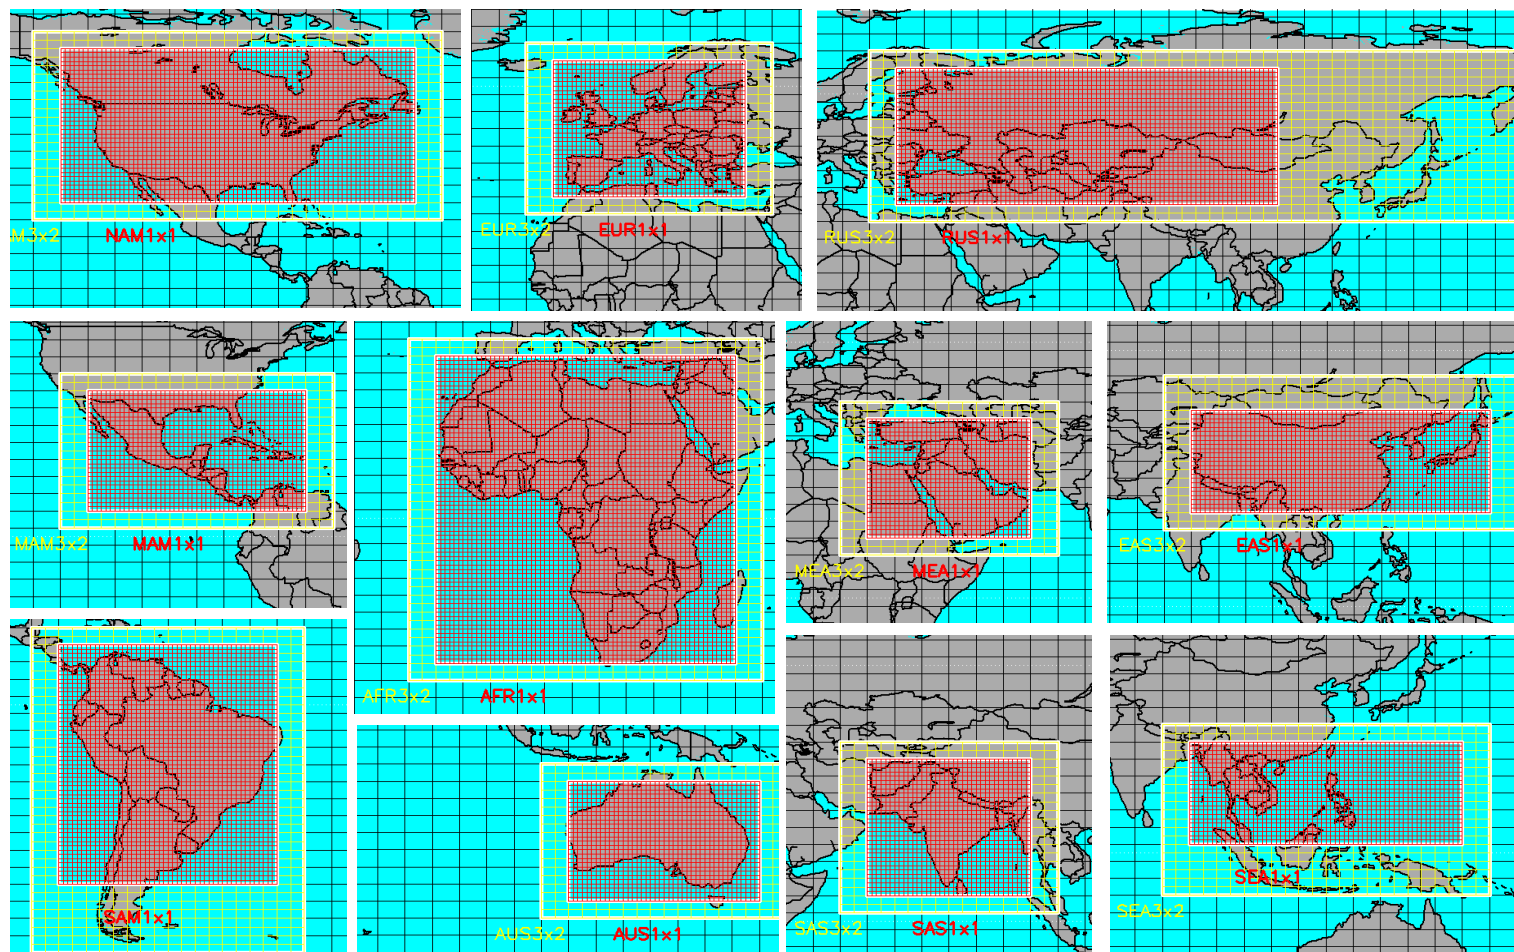 AM3x2 NAM1x1
EUR3x2 EUR1x1
RUS3x2 RUS1x1
MAM3x2 MAM1x1
AFR3x2 AFR1x1
MEA3x2 MEA1x1
EAS3x2 EAS1x1
SAM1x1
AUS3x2 AUS1x1
SAS3x2 SAS1x1
SEA3x2 SEA1x1